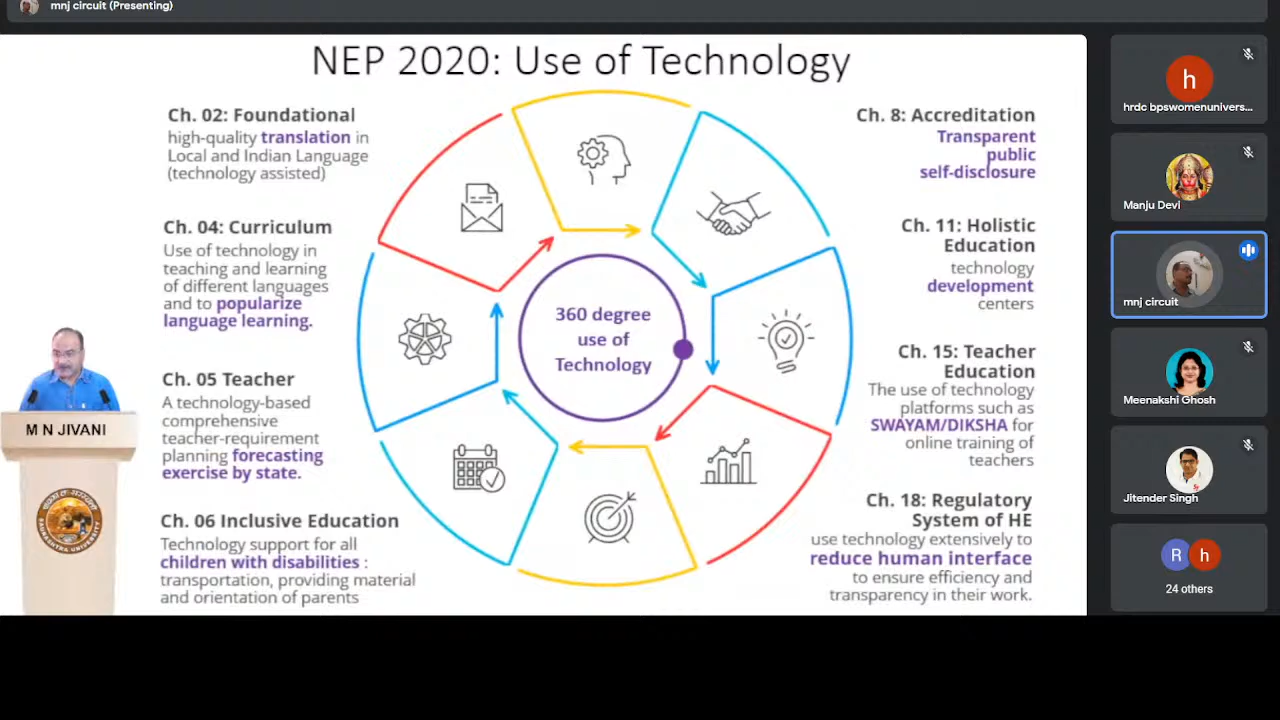 mnj circuit (Presenting)
NEP 2020: Use of Technology
Ch. 02: Foundational
high-quality translation in
Local and Indian Language
(technology assisted)
Ch. 04: Curriculum
Use of technology in
teaching and learning
of different languages
and to popularize
language learning.
Ch. 05 Teacher
A technology-based
comprehensive
teacher-requirement
planning forecasting
exercise by state.
Ch. 06 Inclusive Education
Technology support for all
children with disabilities :
transportation, providing material
and orientation of parents
360 degree
use of
Technology
Ch. 8: Accreditation
Transparent
public
self-disclosure
Ch. 11: Holistic
Education
technology
development
centers
Ch. 15: Teacher
Education
The use of technology
platforms such as
SWAYAM/DIKSHA for
online training of
teachers
Ch. 18: Regulatory
System of HE
use technology extensively to
reduce human interface
to ensure efficiency and
transparency in their work.
M N JIVANI
SAURASHTRA UNIVERSITY
h
hrdc bpswomenunivers...
Manju Devi
mnj circuit
Meenakshi Ghosh
Jitender Singh
R h
24 others